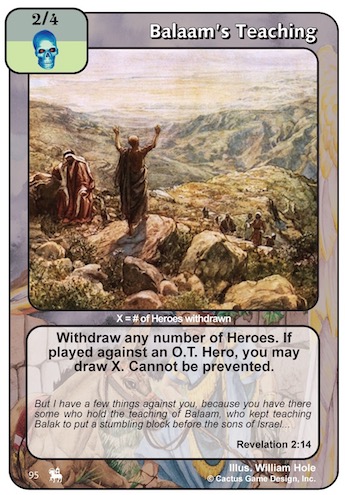 2/4
Balaam's Teaching
X = # of Heroes withdrawn
Withdraw any number of Heroes. If
played against an O.T. Hero, you may
draw X. Cannot be prevented.
But I have a few things against you, because you have there
some who hold the teaching of Balaam, who kept teaching
Balak to put a stumbling block before the sons of Israel...
Revelation 2:14
Illus. William Hole
95
© Cactus Game Design, Inc.